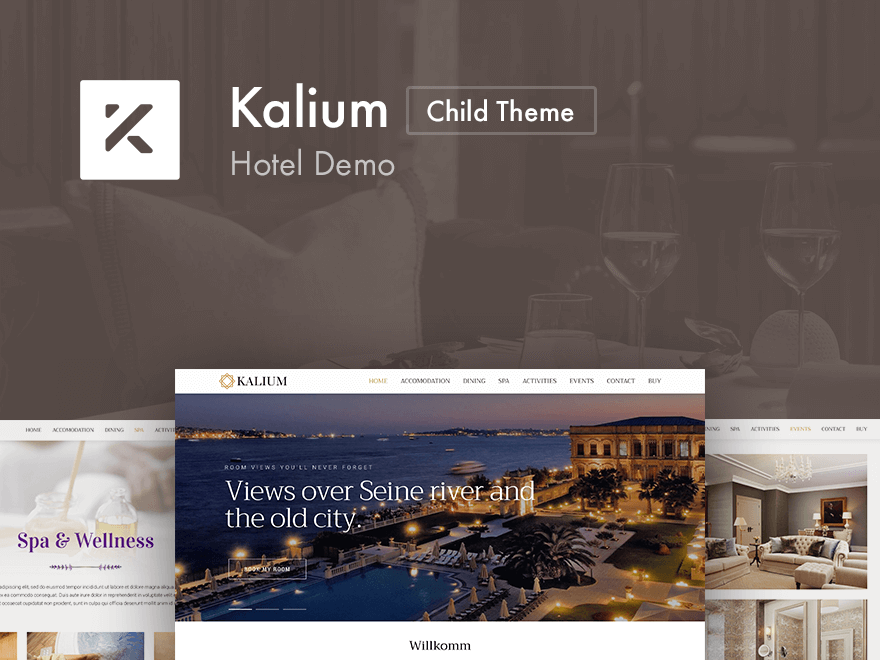 Kalium
Child Theme
Hotel Demo
KALIUM
HOME ACCOMODATION DINING SPA ACTIVITIES EVENTS CONTACT BUY
ROOM VIEWS YOU'LL NEVER FORGET
Views over Seine river and
the old city.
BOOK MY ROOM
Willkomm
HOME ACCOMODATION DINING SPA
Spa & Wellness
SPA ACTIVITIES EVENTS CONTACT BUY